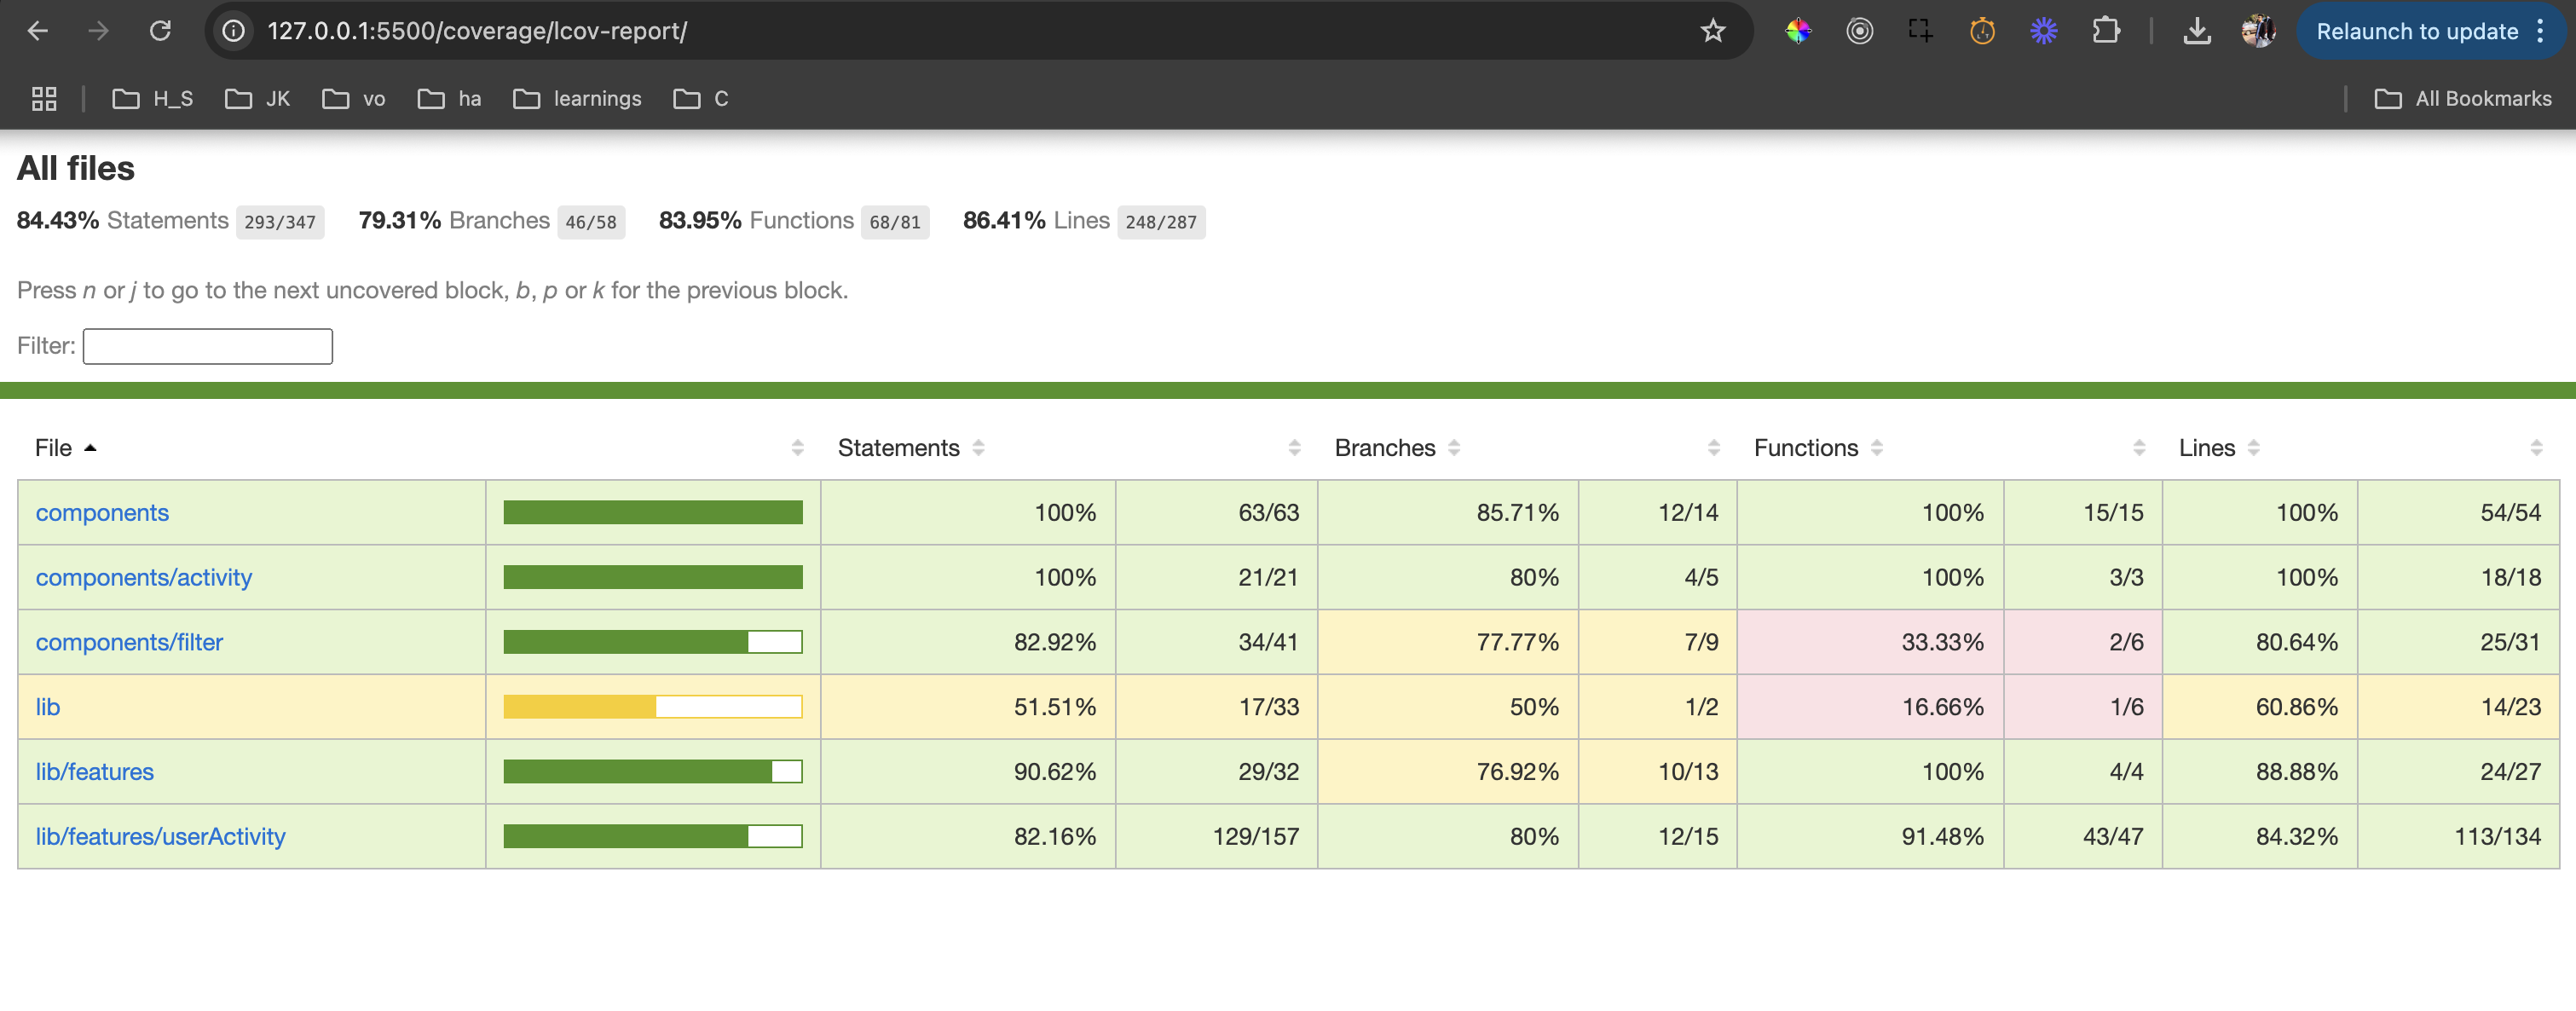 127.0.0.1:5500/coverage/lcov-report/
Relaunch to update
H_S JK vo ha learnings C All Bookmarks
All files
84.43% Statements 293/347 79.31% Branches 46/58 83.95% Functions 68/81 86.41% Lines 248/287
Press n or j to go to the next uncovered block, b, p or k for the previous block.
Filter:
File Statements Branches Functions Lines
components 100% 63/63 85.71% 12/14 100% 15/15 100% 54/54
components/activity 100% 21/21 80% 4/5 100% 3/3 100% 18/18
components/filter 82.92% 34/41 77.77% 7/9 33.33% 2/6 80.64% 25/31
lib 51.51% 17/33 50% 1/2 16.66% 1/6 60.86% 14/23
lib/features 90.62% 29/32 76.92% 10/13 100% 4/4 88.88% 24/27
lib/features/userActivity 82.16% 129/157 80% 12/15 91.48% 43/47 84.32% 113/134